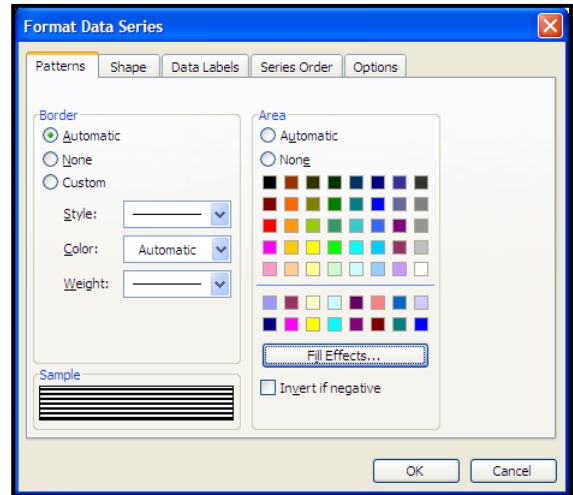 Format Data Series
Patterns Shape Data Labels Series Order Options
Border
Automatic
None
Custom
Style:
Color: Automatic
Weight:
Sample
Area
Automatic
None
Fill Effects...
Invert if negative
OK Cancel